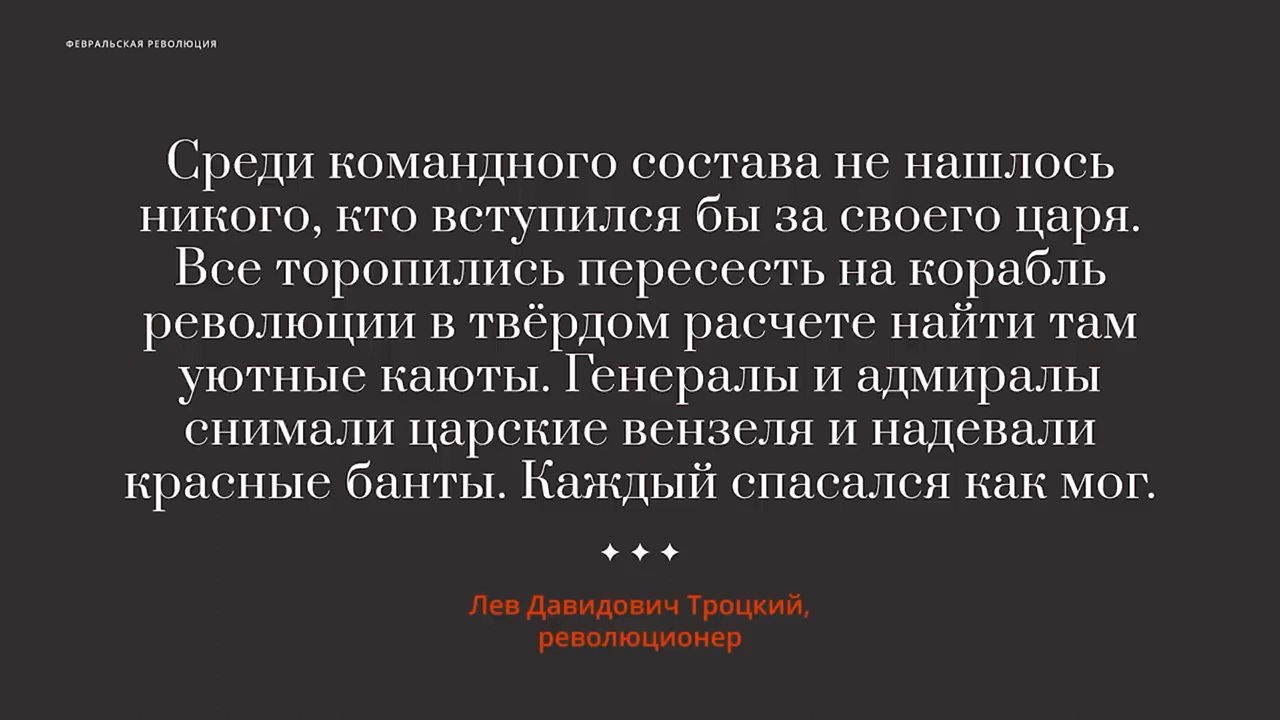 ФЕВРАЛЬСКАЯ РЕВОЛЮЦИЯ
Среди командного состава не нашлось
никого, кто вступился бы за своего царя.
Все торопились пересесть на корабль
революции в твёрдом расчете найти там
уютные каюты. Генералы и адмиралы
снимали царские вензеля и надевали
красные банты. Каждый спасался как мог.
Лев Давидович Троцкий,
революционер